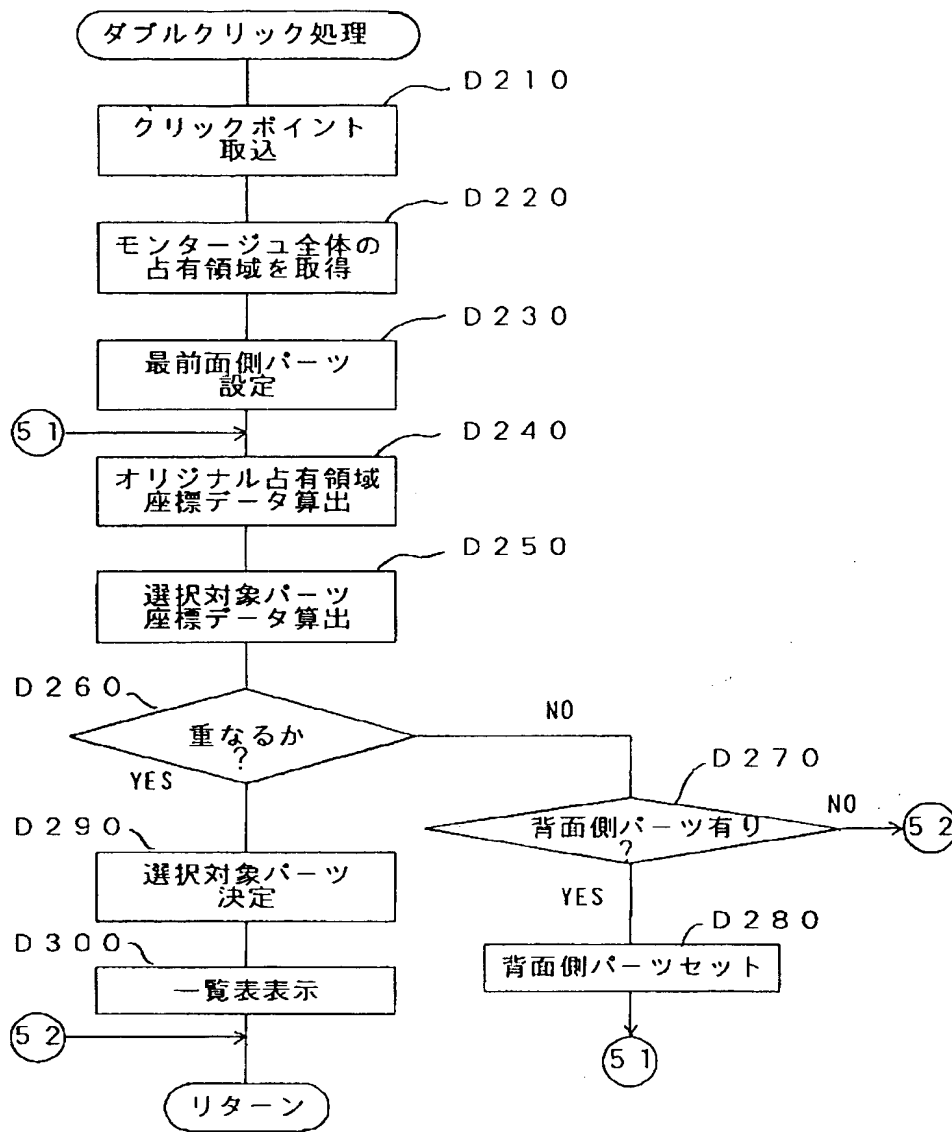 ダブルクリック処理
D210
クリックポイント
取込
D220
モンタージュ全体の
占有領域を取得
D230
最前面側パーツ
設定
51
D240
オリジナル占有領域
座標データ算出
D250
選択対象パーツ
座標データ算出
D260
重なるか
?
NO
YES
D270
背面側パーツ有り
?
NO
52
YES
D290
選択対象パーツ
決定
D280
背面側パーツセット
D300
一覧表表示
52
51
リターン